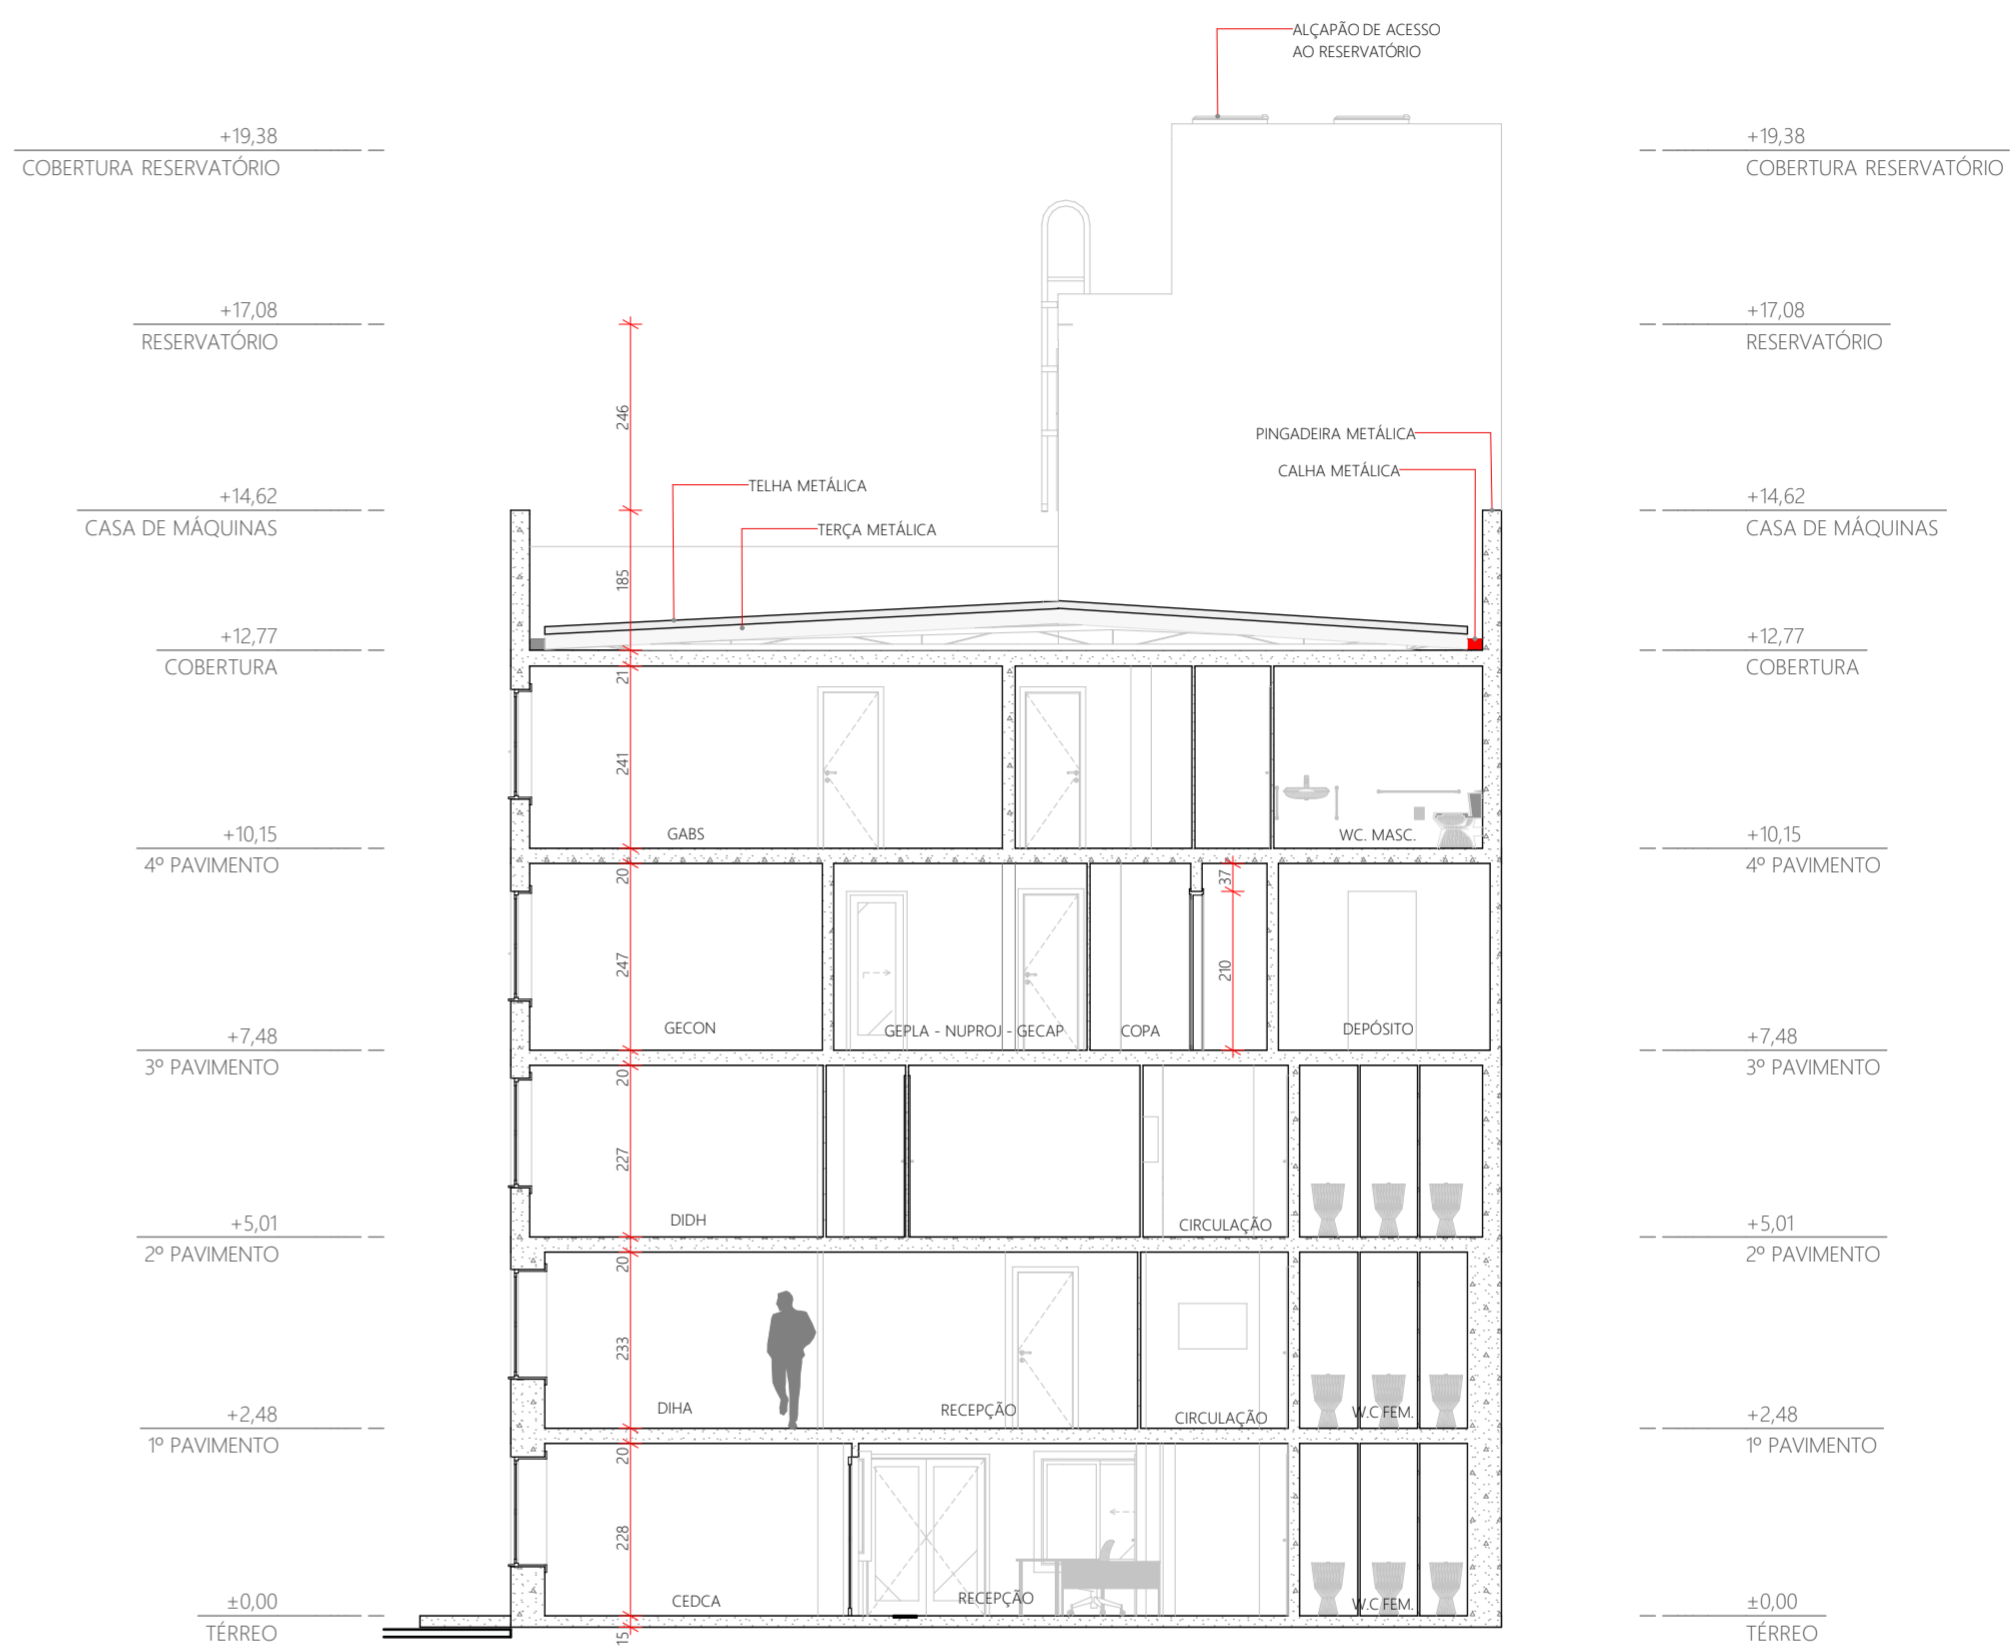 ALÇAPÃO DE ACESSO
AO RESERVATÓRIO
+19,38
COBERTURA RESERVATÓRIO
+19,38
COBERTURA RESERVATÓRIO
+17,08
RESERVATÓRIO
+17,08
RESERVATÓRIO
246
PINGADEIRA METÁLICA
CALHA METÁLICA
TELHA METÁLICA
TERÇA METÁLICA
+14,62
CASA DE MÁQUINAS
+14,62
CASA DE MÁQUINAS
185
+12,77
COBERTURA
+12,77
COBERTURA
21
241
GABS
WC. MASC.
+10,15
4º PAVIMENTO
+10,15
4º PAVIMENTO
20
37
247
210
GECON
GEPLA - NUPROJ - GECAP
COPA
DEPÓSITO
+7,48
3º PAVIMENTO
+7,48
3º PAVIMENTO
20
227
DIDH
CIRCULAÇÃO
+5,01
2º PAVIMENTO
+5,01
2º PAVIMENTO
20
233
DIHA
RECEPÇÃO
CIRCULAÇÃO
W.C FEM.
+2,48
1º PAVIMENTO
+2,48
1º PAVIMENTO
20
228
CEDCA
RECEPÇÃO
W.C FEM.
±0,00
TÉRREO
±0,00
TÉRREO
15